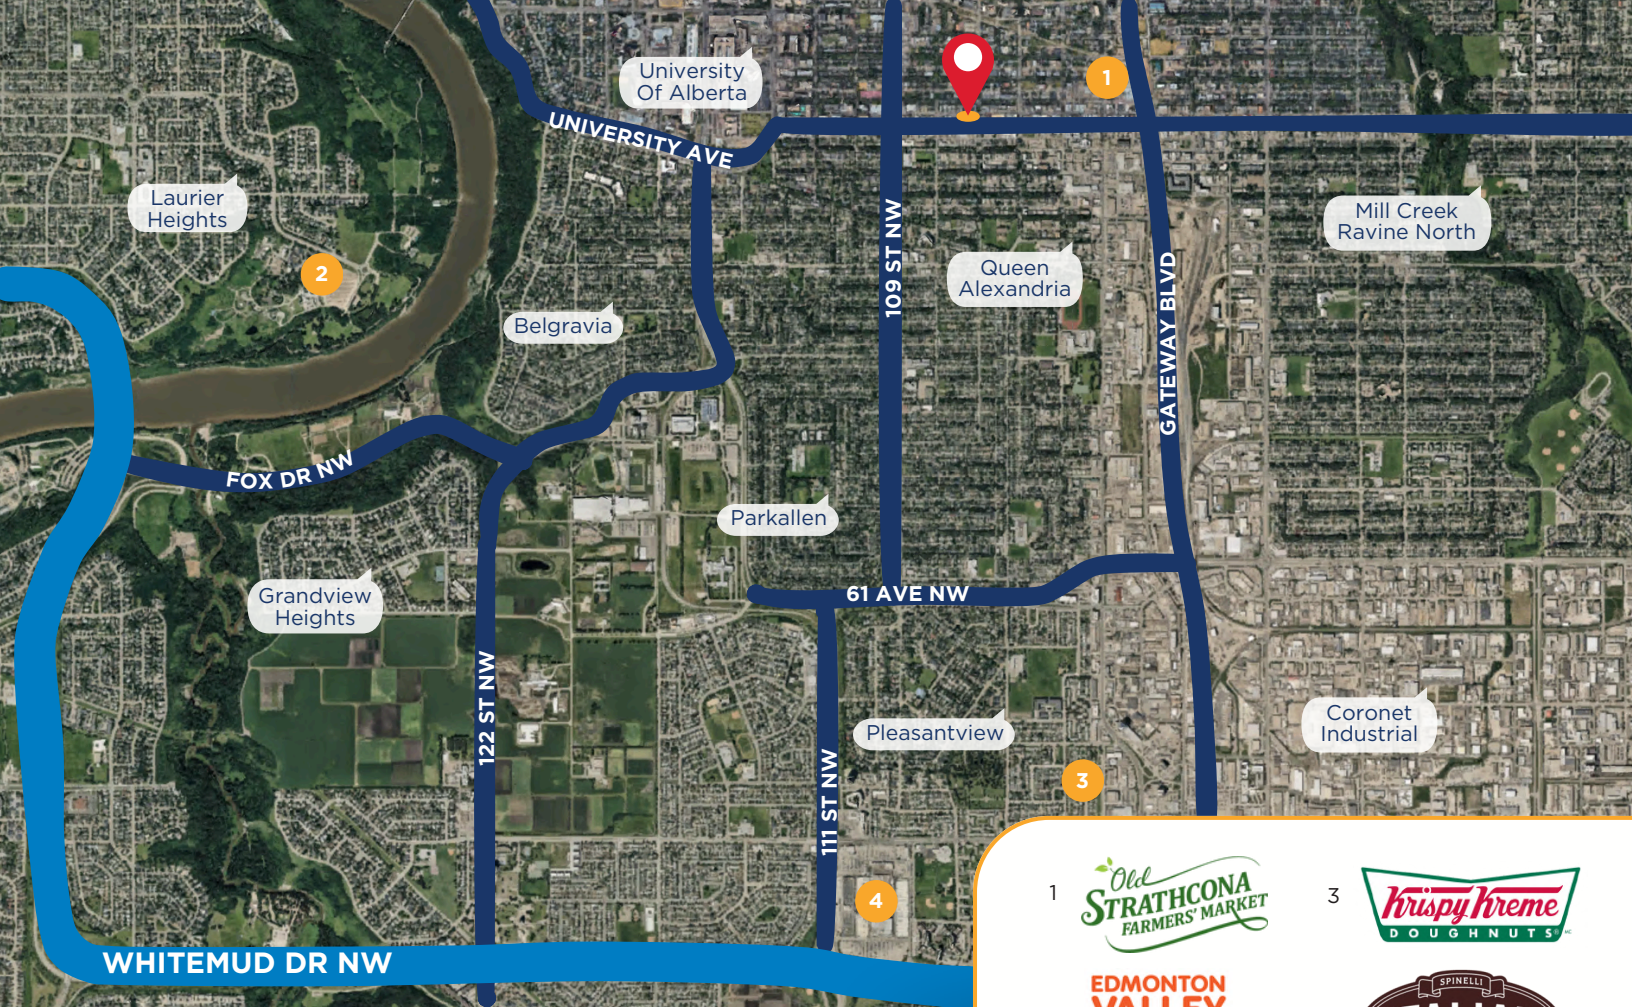 University
Of Alberta
1
UNIVERSITY AVE
Laurier
Heights
2
109 ST NW
Mill Creek
Ravine North
Queen
Alexandria
Belgravia
GATEWAY BLVD
FOX DR NW
Parkallen
61 AVE NW
Grandview
Heights
122 ST NW
Pleasantview
Coronet
Industrial
111 ST NW
3
4
WHITEMUD DR NW
1
Old
STRATHCONA
FARMERS' MARKET
3
Krispy Kreme
DOUGHNUTS
EDMONTON
VALLEY
SPINELLI